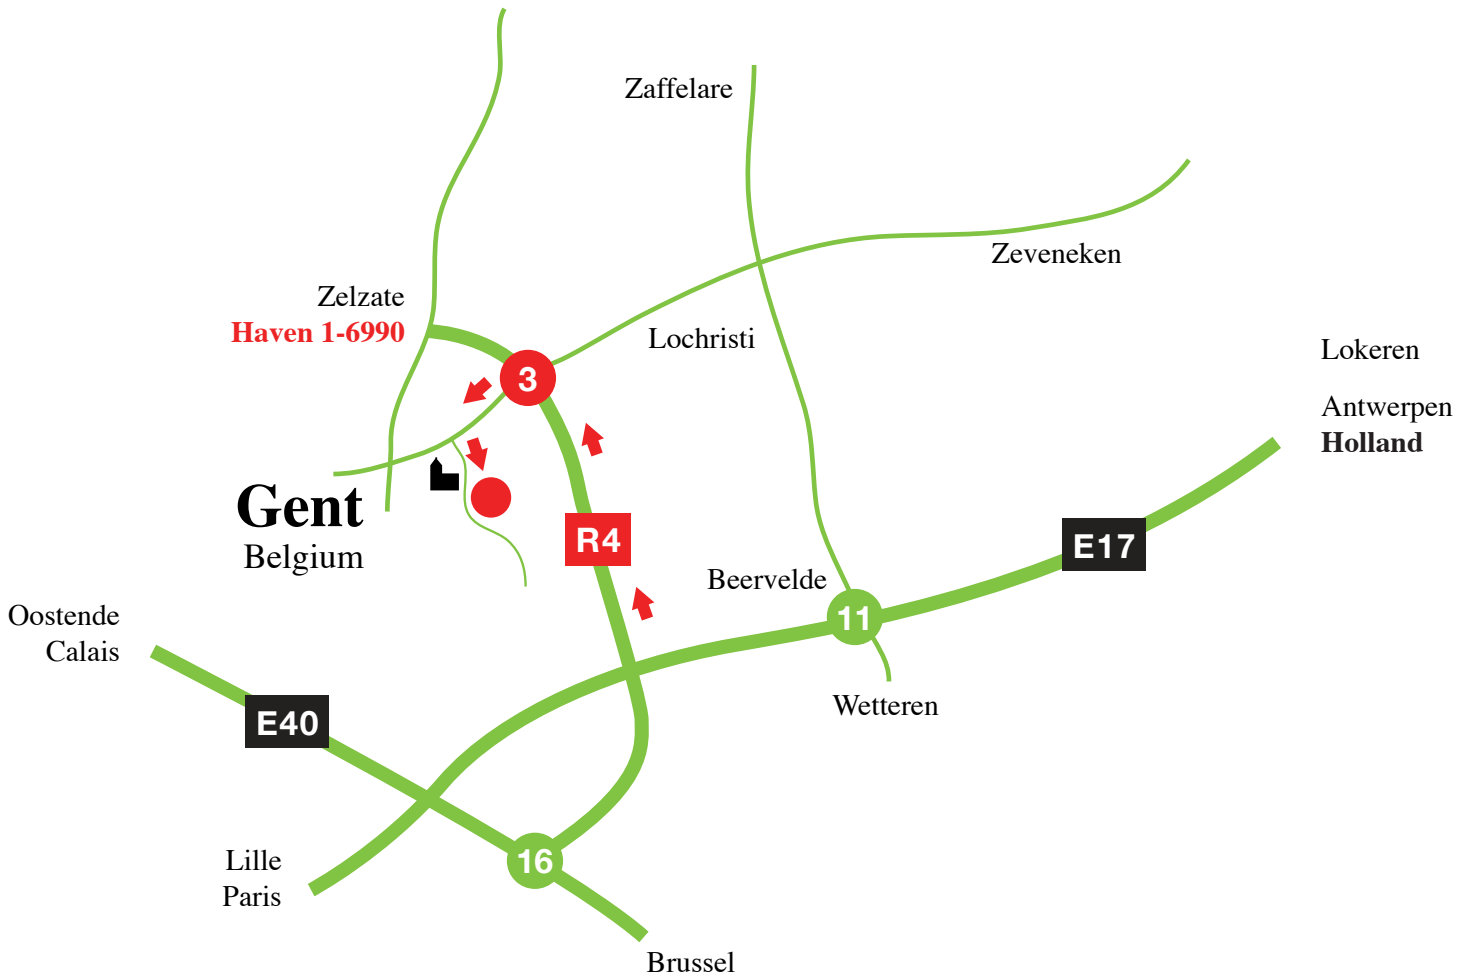 Zaffelare
Zeveneken
Zelzate
Haven 1-6990
Lochristi
Lokeren
3
Antwerpen
Holland
Gent
Belgium
R4
E17
Beervelde
11
Oostende
Calais
Wetteren
E40
16
Lille
Paris
Brussel